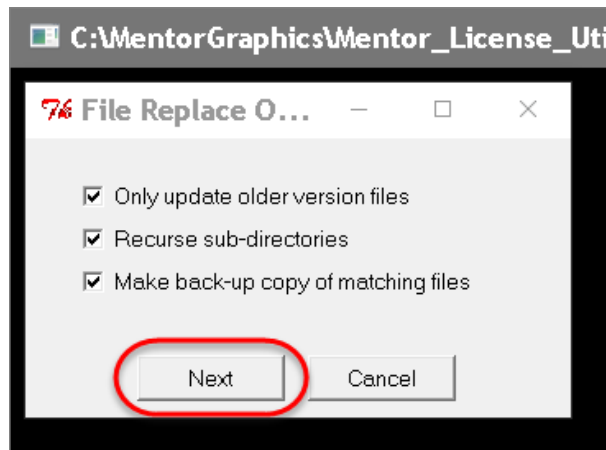 C:\MentorGraphics\Mentor_License_Uti
File Replace O...
Only update older version files
Recurse sub-directories
Make back-up copy of matching files
Next Cancel